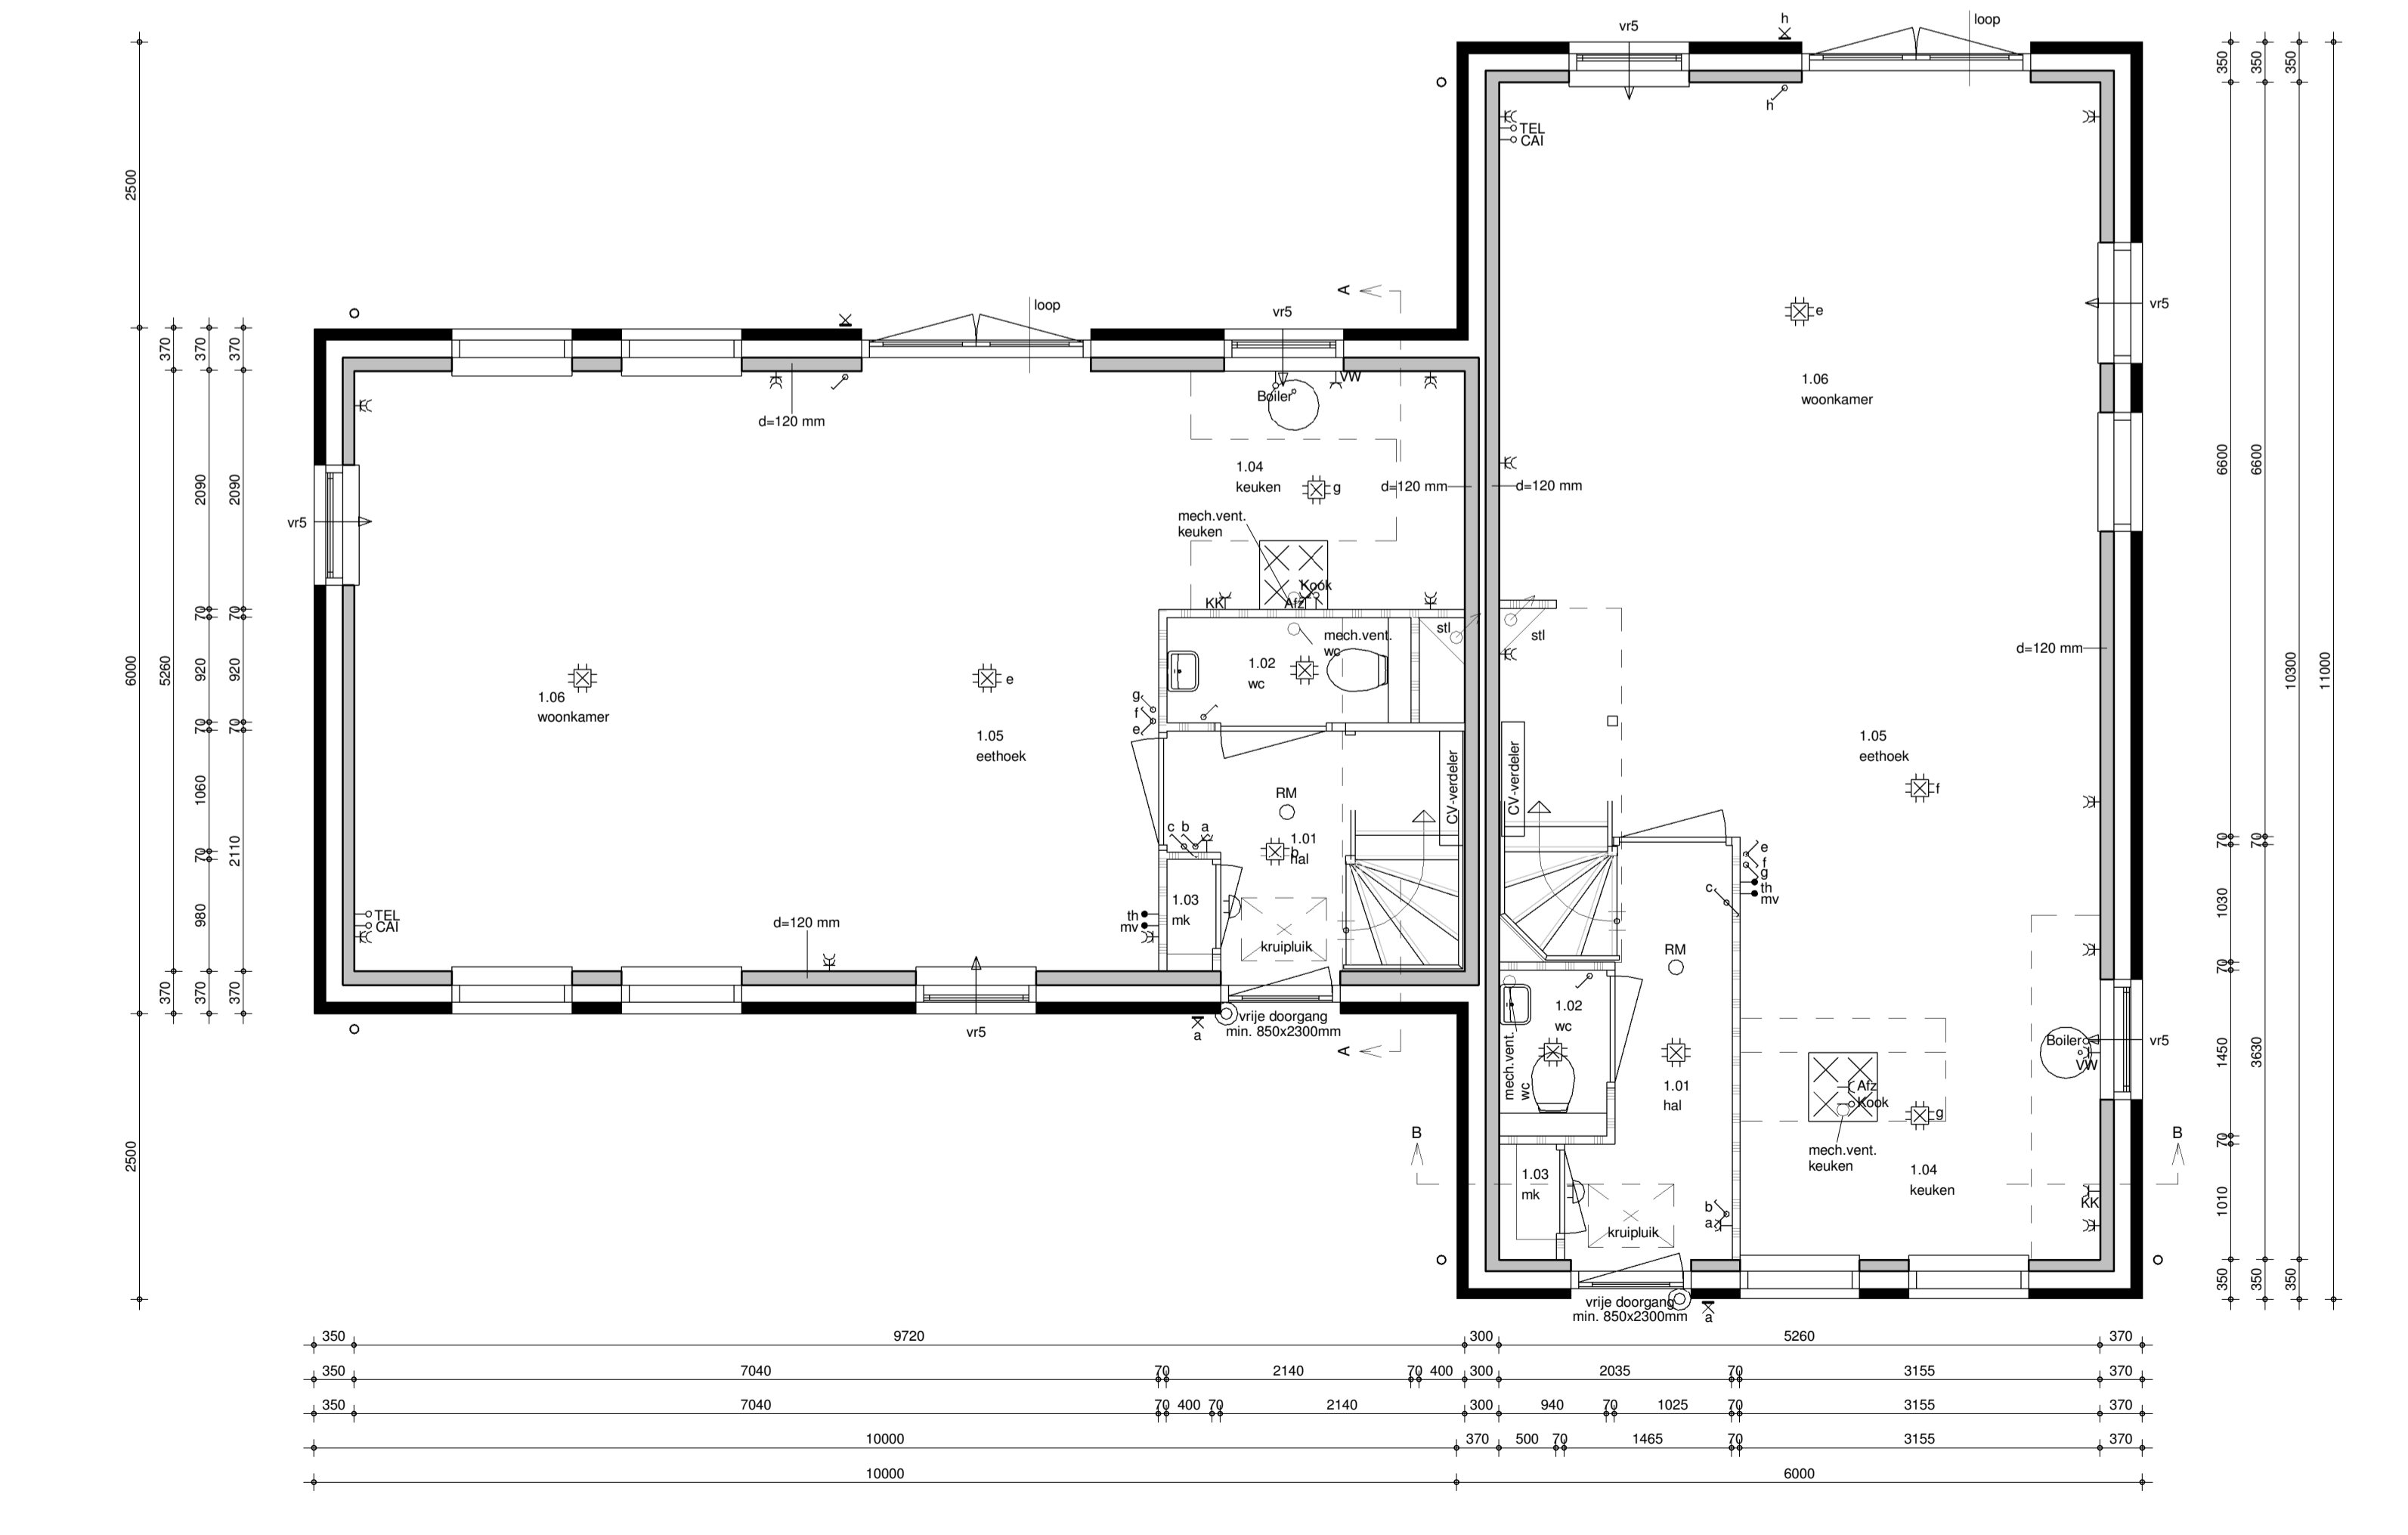 vr5
h
loop
h
TEL
CAI
350
350
350
2500
A
loop
vr5
e
vr5
1.06
woonkamer
370
370
370
370
VW
Boiler
d=120 mm
1.04
keuken
g
d=120 mm
d=120 mm
mech.vent.
keuken
vr5
2090
2090
6600
6600
Kook
KK
Afz
70
70
mech.vent.
wc
stl
stl
d=120 mm
1.02
wc
6000
5260
920
920
10300
11000
e
1.06
woonkamer
g
f
e
70
70
1.05
eethoek
1.05
eethoek
CV-verdeler
CV-verdeler
f
RM
1060
c b a
1.01
hal
b
70
2110
70
70
e
f
g
th
mv
c
1.03
mk
th
mv
TEL
CAI
d=120 mm
980
1030
kruipluik
RM
70
370
370
370
vrije doorgang
min. 850x2300mm
a
vr5
A
1.02
wc
mech.vent.
wc
Boiler
VW
vr5
1450
3630
1.01
hal
Afz
Kook
g
mech.vent.
keuken
B
B
70
2500
1.03
mk
1.04
keuken
KK
1010
b
a
kruipluik
350
350
350
vrije doorgang
min. 850x2300mm
a
350 9720 300 5260 370
350 7040 70 2140 70 400 300 2035 70 3155 370
350 7040 70 400 70 2140 300 940 70 1025 70 3155 370
10000 370 500 70 1465 70 3155 370
10000 6000